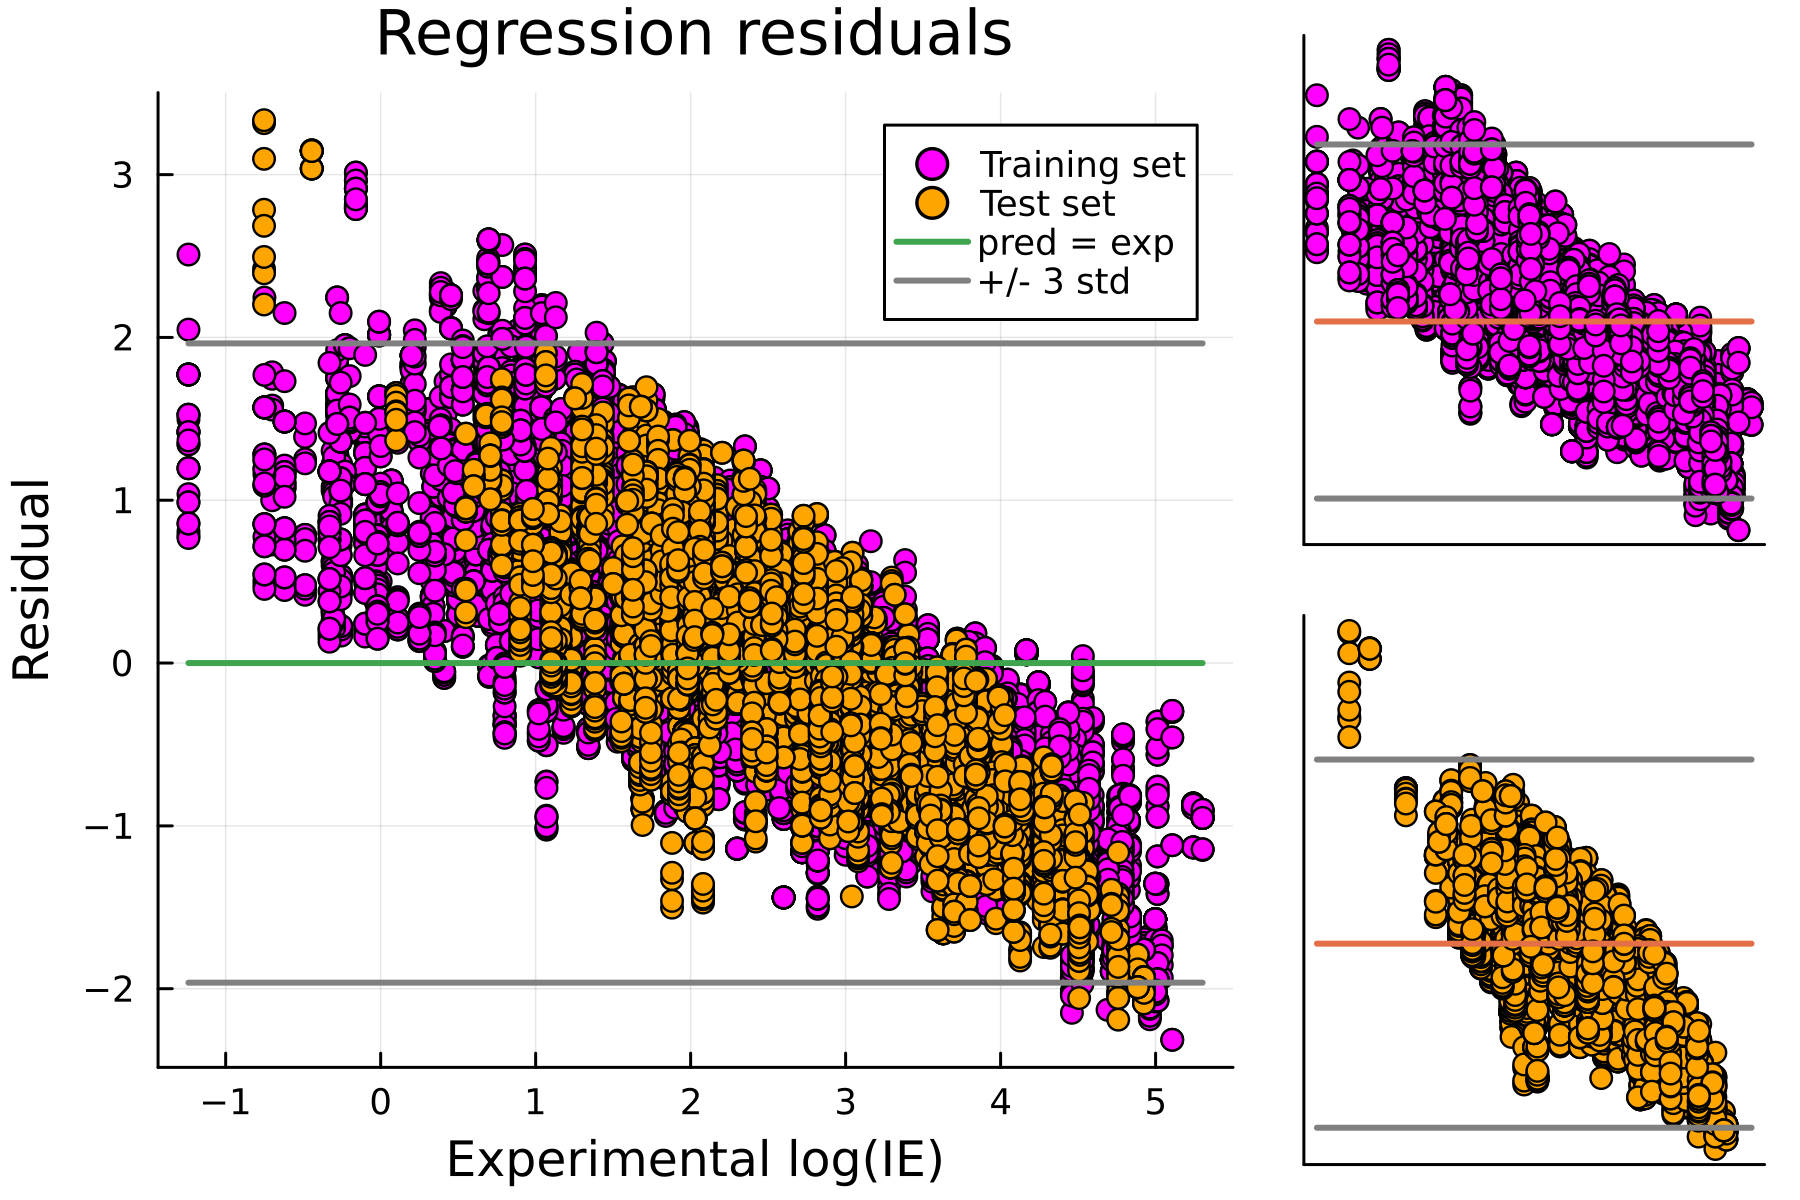 Regression residuals
Training set
Test set
pred = exp
+/- 3 std
Residual
3
2
1
0
−1
−2
−1 0 1 2 3 4 5
Experimental log(IE)